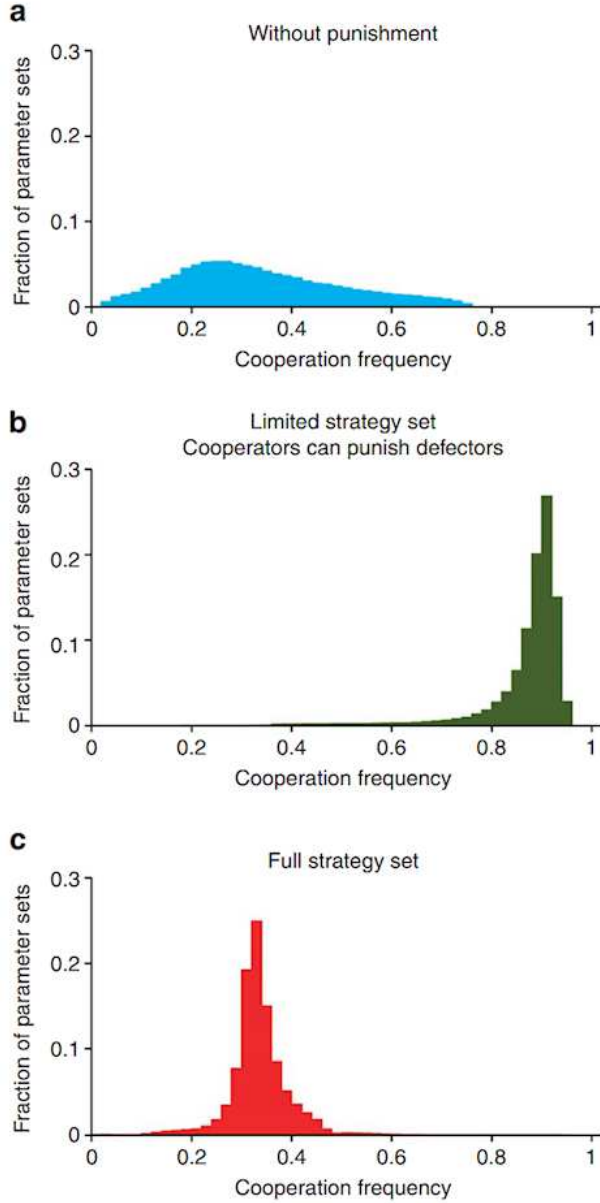 a
Without punishment
0.3
0.2
0.1
0
Fraction of parameter sets
0 0.2 0.4 0.6 0.8 1
Cooperation frequency
b
Limited strategy set
Cooperators can punish defectors
0.3
0.2
0.1
0
Fraction of parameter sets
0 0.2 0.4 0.6 0.8 1
Cooperation frequency
c
Full strategy set
0.3
0.2
0.1
0
Fraction of parameter sets
0 0.2 0.4 0.6 0.8 1
Cooperation frequency